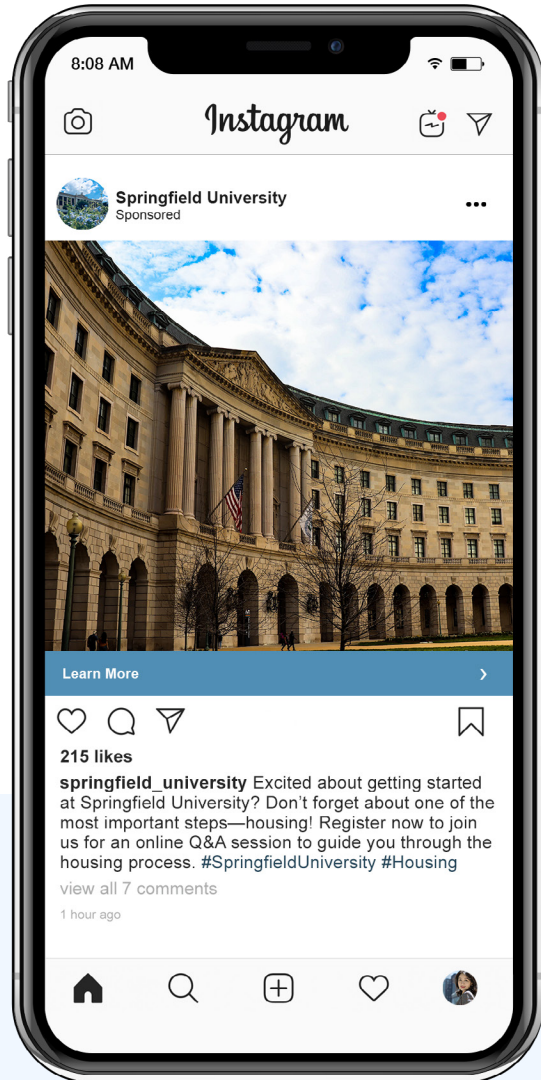 8:08 AM
Instagram
Springfield University
Sponsored
Learn More
215 likes
springfield_university Excited about getting started
at Springfield University? Don’t forget about one of the
most important steps—housing! Register now to join
us for an online Q&A session to guide you through the
housing process. #SpringfieldUniversity #Housing
view all 7 comments
1 hour ago